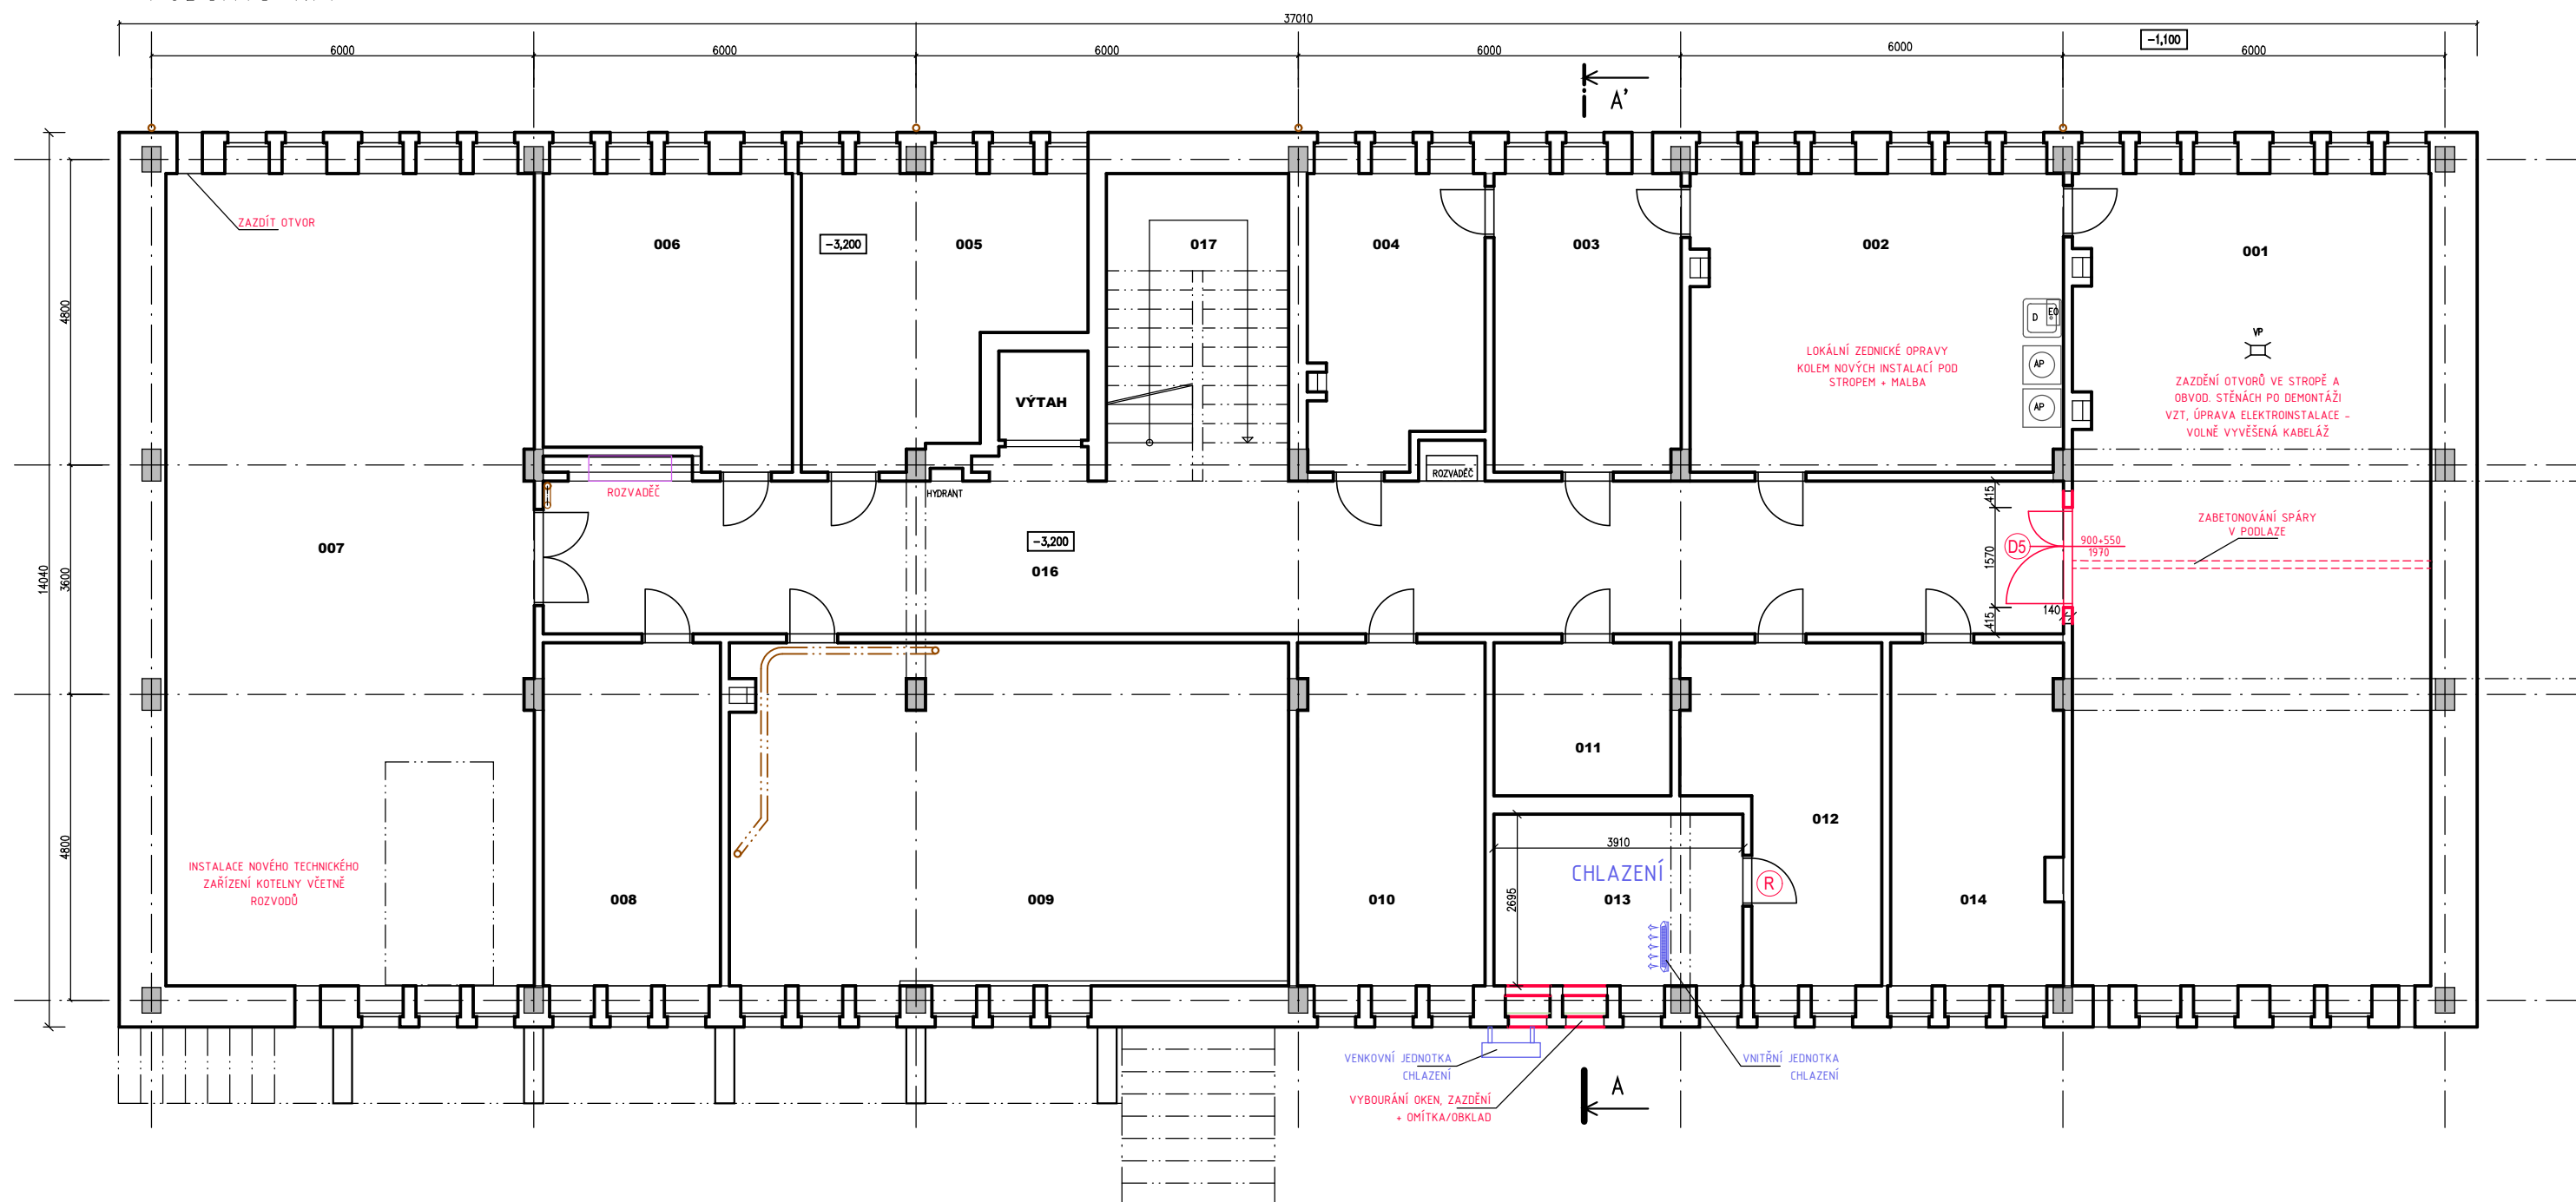 37010
6000
6000
6000
6000
6000
-1,100
6000
A'
ZAZDÍT OTVOR
006
-3,200
005
017
004
003
002
001
4800
D
EO
VP
AP
AP
LOKÁLNÍ ZEDNICKÉ OPRAVY
KOLEM NOVÝCH INSTALACÍ POD
STROPEM + MALBA
ZAZDĚNÍ OTVORŮ VE STROPĚ A
OBVOD. STĚNÁCH PO DEMONTÁŽI
VZT, ÚPRAVA ELEKTROINSTALACE -
VOLNĚ VYVĚŠENÁ KABELÁŽ
VÝTAH
ROZVADĚČ
HYDRANT
ROZVADĚČ
415
007
-3,200
016
1570
D5
900+550
1970
ZABETONOVÁNÍ SPÁRY
V PODLAZE
14040
3600
140
415
011
012
4800
3910
CHLAZENÍ
R
INSTALACE NOVÉHO TECHNICKÉHO
ZAŘÍZENÍ KOTELNY VČETNĚ
ROZVODŮ
008
009
010
2695
013
014
VENKOVNÍ JEDNOTKA
CHLAZENÍ
VNITŘNÍ JEDNOTKA
CHLAZENÍ
VYBOURÁNÍ OKEN, ZAZDĚNÍ
+ OMÍTKA/OBKLAD
A